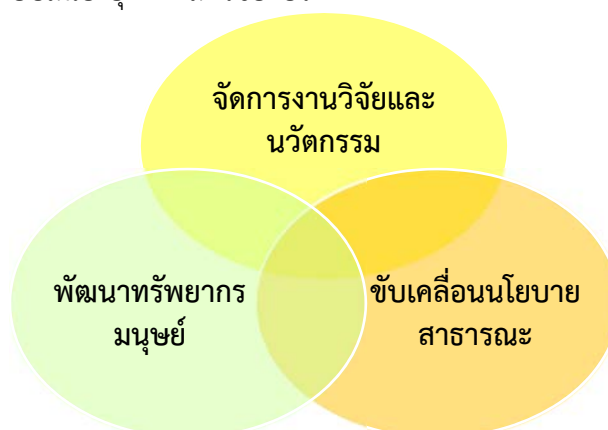 จัดการงานวิจัยและ
นวัตกรรม
พัฒนาทรัพยากร
มนุษย์
ขับเคลื่อนนโยบาย
สาธารณะ